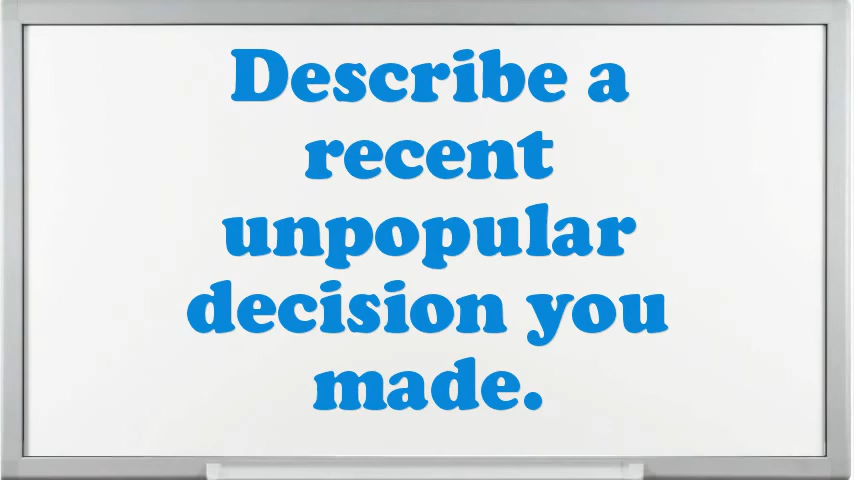 Describe a
recent
unpopular
decision you
made.